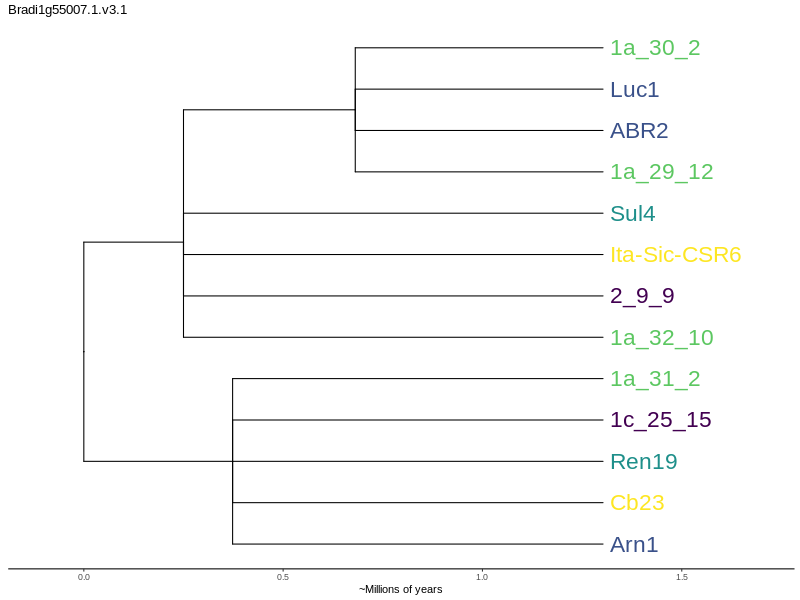 Bradi1g55007.1.v3.1
1a_30_2
Luc1
ABR2
1a_29_12
Sul4
Ita-Sic-CSR6
2_9_9
1a_32_10
1a_31_2
1c_25_15
Ren19
Cb23
Arn1
0.0 0.5 1.0 1.5
~Millions of years